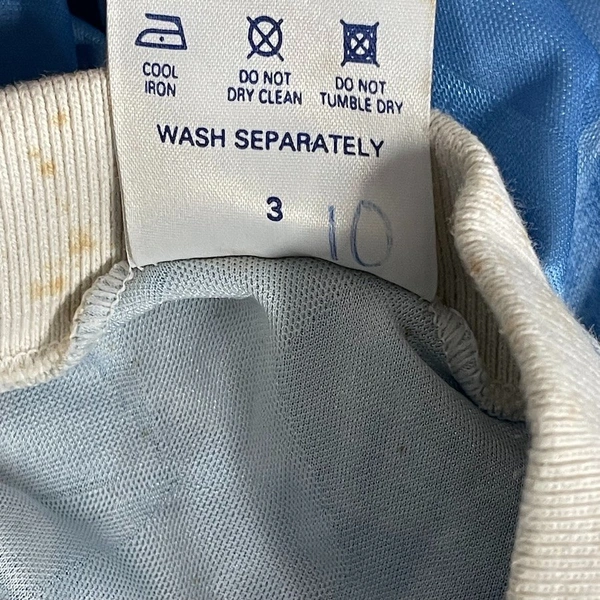 COOL
IRON
DO NOT
DRY CLEAN
DO NOT
TUMBLE DRY
WASH SEPARATELY
3
10